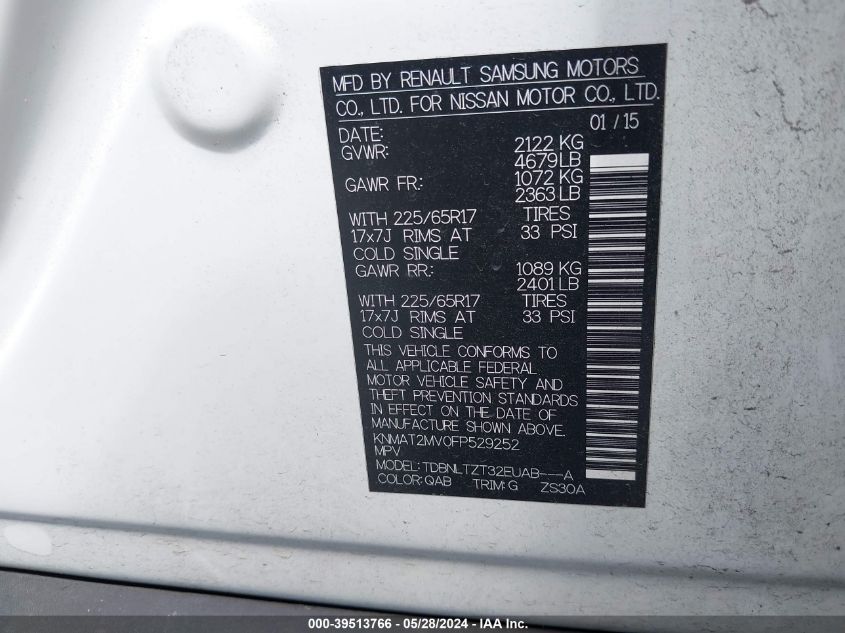 MFD BY RENAULT SAMSUNG MOTORS
CO., LTD. FOR NISSAN MOTOR CO., LTD.
DATE: 01 / 15
GVWR: 2122 KG
4679 LB
GAWR FR.: 1072 KG
2363 LB
WITH 225/65R17 TIRES
17x7J RIMS AT 33 PSI
COLD SINGLE
GAWR RR.: 1089 KG
2401 LB
WITH 225/65R17 TIRES
17x7J RIMS AT 33 PSI
COLD SINGLE
THIS VEHICLE CONFORMS TO
ALL APPLICABLE FEDERAL
MOTOR VEHICLE SAFETY AND
THEFT PREVENTION STANDARDS
IN EFFECT ON THE DATE OF
MANUFACTURE SHOWN ABOVE.
KNMAT2MV0FP529252
MPV
MODEL: TDBNLTZT32EUAB---A
COLOR: QAB TRIM: G ZS30A
000-39513766 - 05/28/2024 - IAA, Inc.